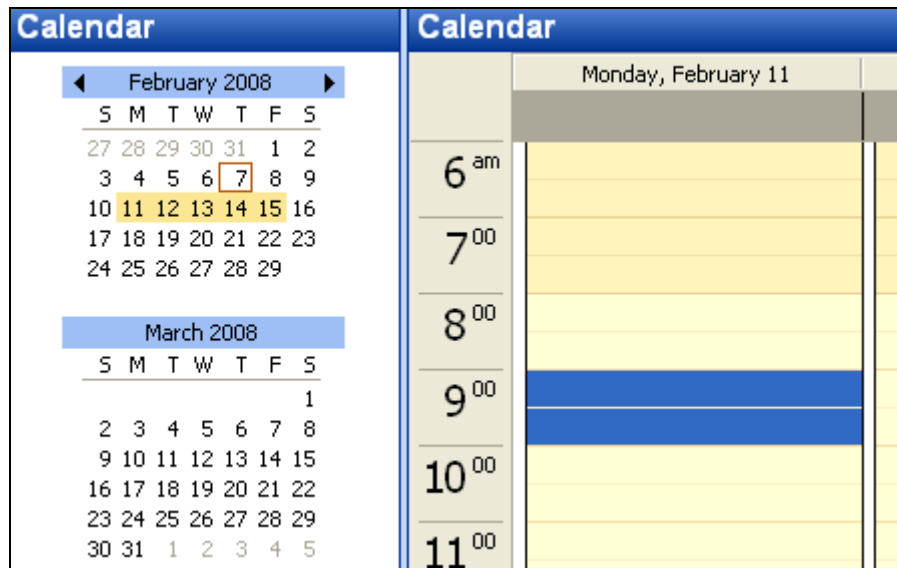 Calendar
February 2008
S M T W T F S
27 28 29 30 31 1 2
3 4 5 6 7 8 9
10 11 12 13 14 15 16
17 18 19 20 21 22 23
24 25 26 27 28 29
March 2008
S M T W T F S
1
2 3 4 5 6 7 8
9 10 11 12 13 14 15
16 17 18 19 20 21 22
23 24 25 26 27 28 29
30 31 1 2 3 4 5
Calendar
Monday, February 11
6 am
7 00
8 00
9 00
10 00
11 00